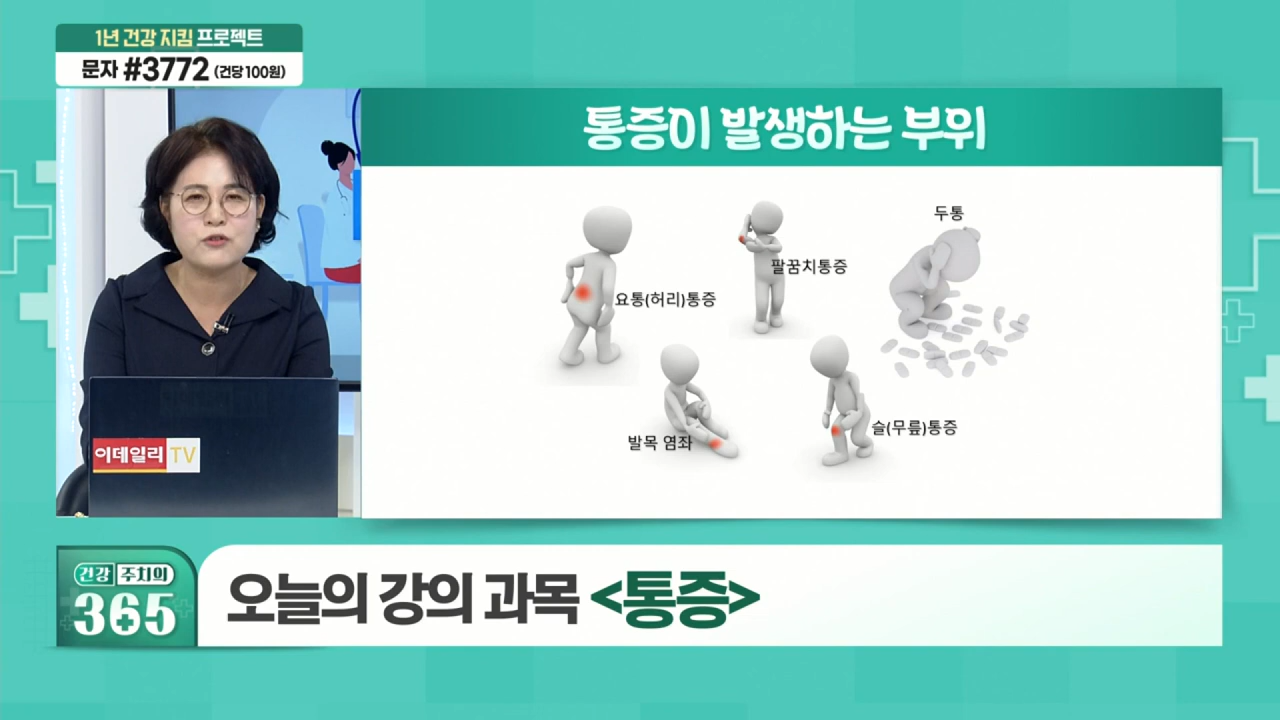 1년 건강 지킴 프로젝트
문자 #3772 (건당 100원)
통증이 발생하는 부위
두통
팔꿈치통증
요통(허리)통증
슬(무릎)통증
발목 염좌
이데일리 TV
건강 주치의
365
오늘의 강의 과목 <통증>